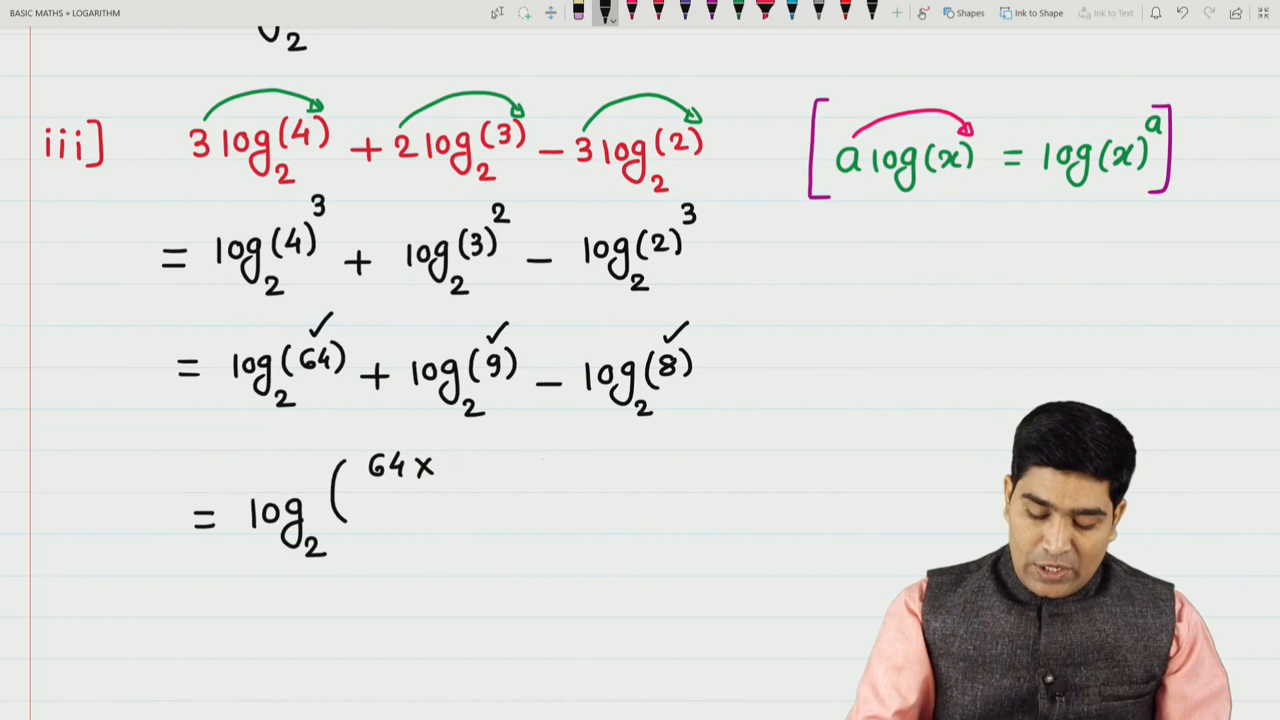 BASIC MATHS » LOGARITHM
Shapes
Ink to Shape
Ink to Text
2
iii] 3 log₂(4) + 2 log₂(3) − 3 log₂(2) [a log(x) = log(x)ᵃ]
= log₂(4)³ + log₂(3)² − log₂(2)³
= log₂(64) + log₂(9) − log₂(8)
= log₂ ( 64 ×